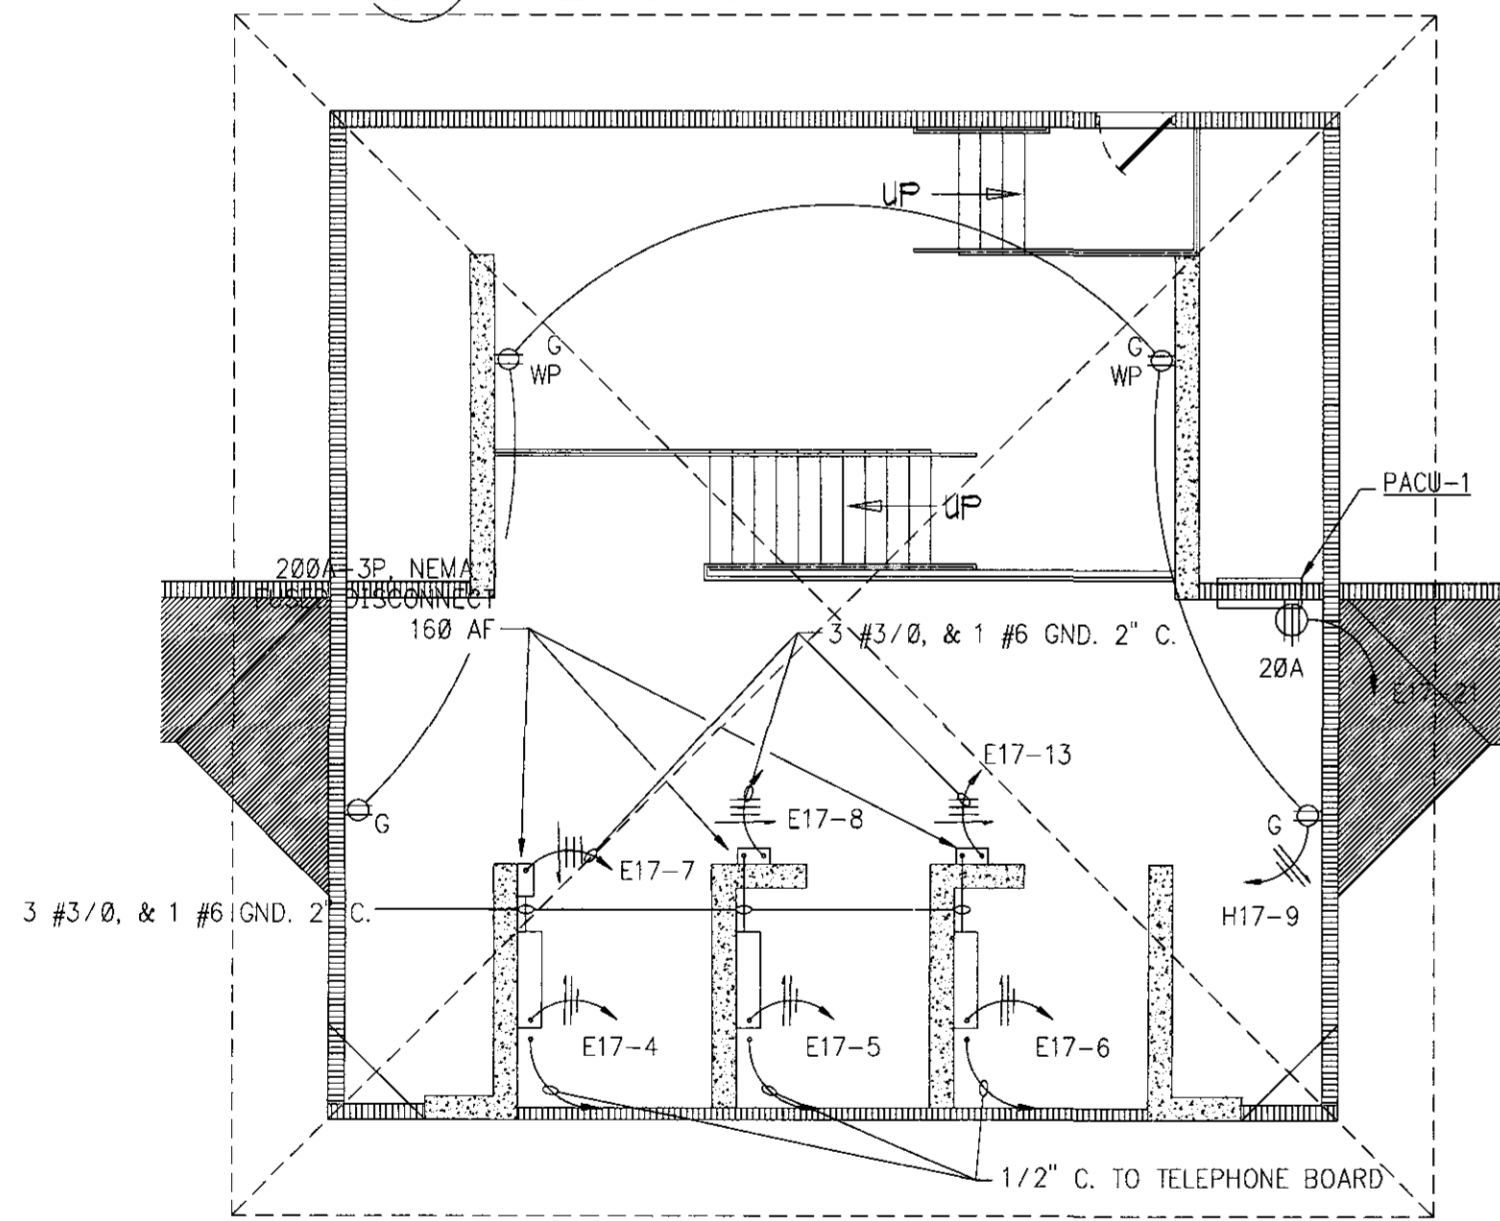 UP
G
WP
G
WP
UP
PACU-1
200A-3P, NEMA
FUSED DISCONNECT
160 AF
3 #3/0, & 1 #6 GND. 2" C.
20A
E17-21
E17-13
E17-8
G
G
E17-7
3 #3/0, & 1 #6 GND. 2" C.
H17-9
E17-4
E17-5
E17-6
1/2" C. TO TELEPHONE BOARD